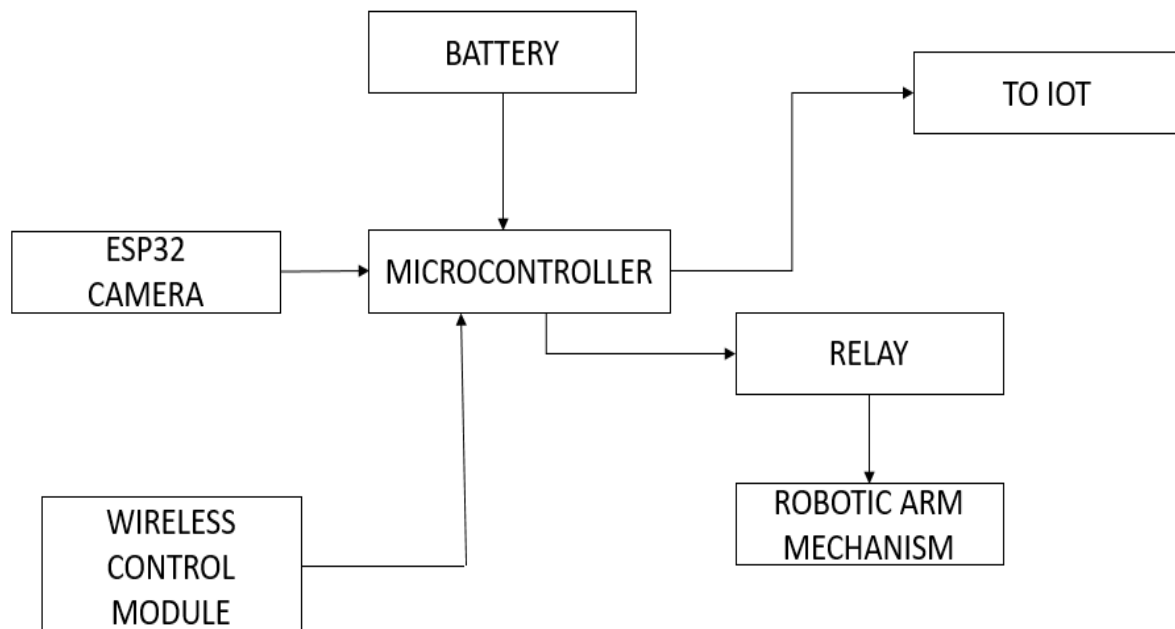 BATTERY
TO IOT
ESP32
CAMERA
MICROCONTROLLER
RELAY
WIRELESS
CONTROL
MODULE
ROBOTIC ARM
MECHANISM